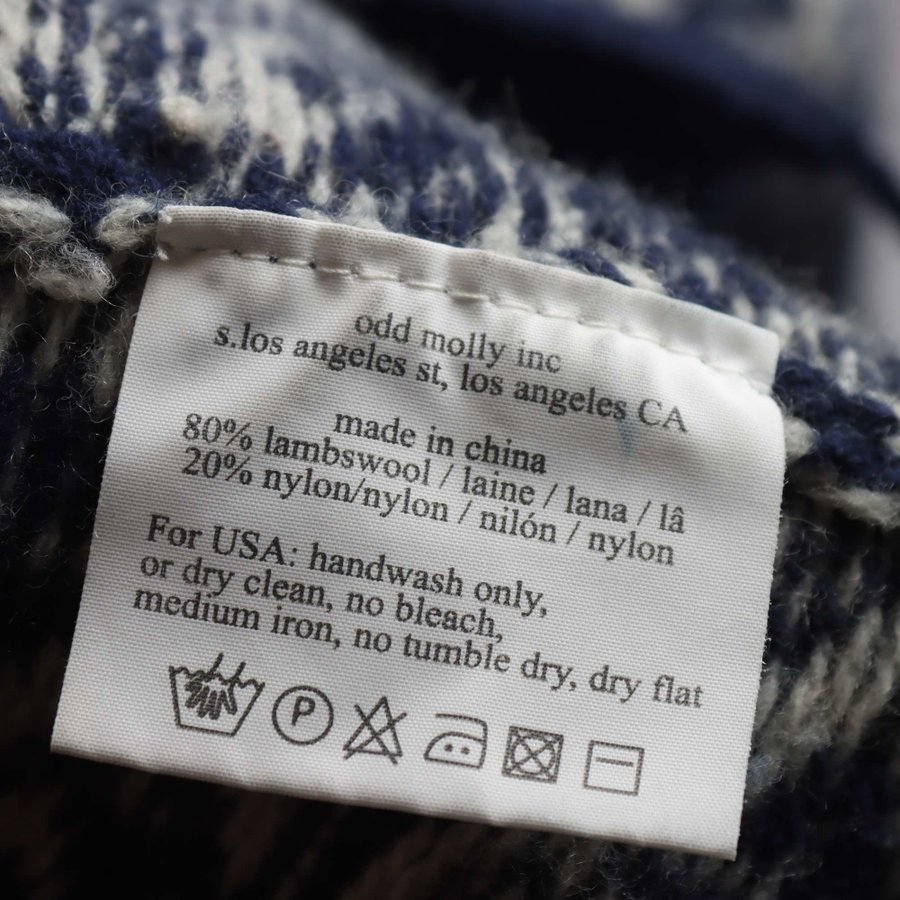 odd molly inc
s.los angeles st, los angeles CA
made in china
80% lambswool / laine / lana / lã
20% nylon/nylon / nilón / nylon
For USA: handwash only,
or dry clean, no bleach,
medium iron, no tumble dry, dry flat
P